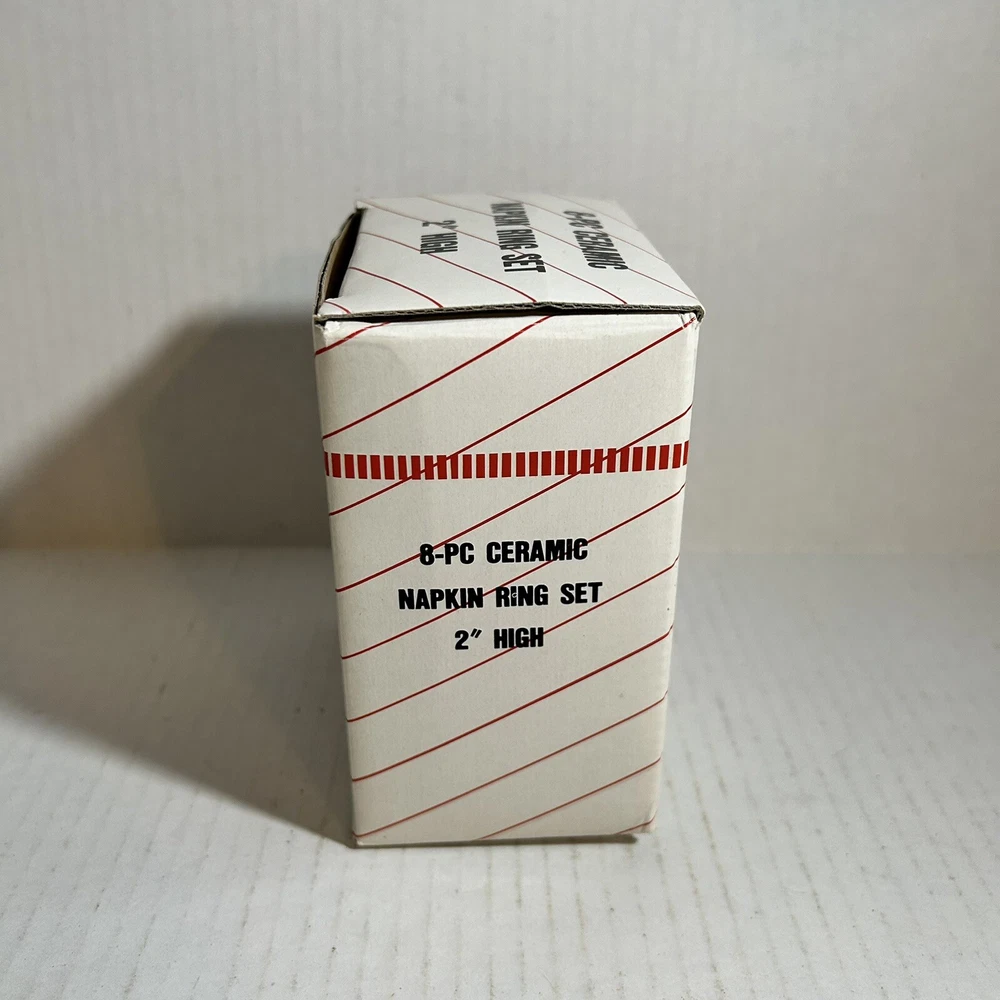 8-PC CERAMIC
NAPKIN RING SET
2" HIGH
8-PC CERAMIC
NAPKIN RING SET
2" HIGH